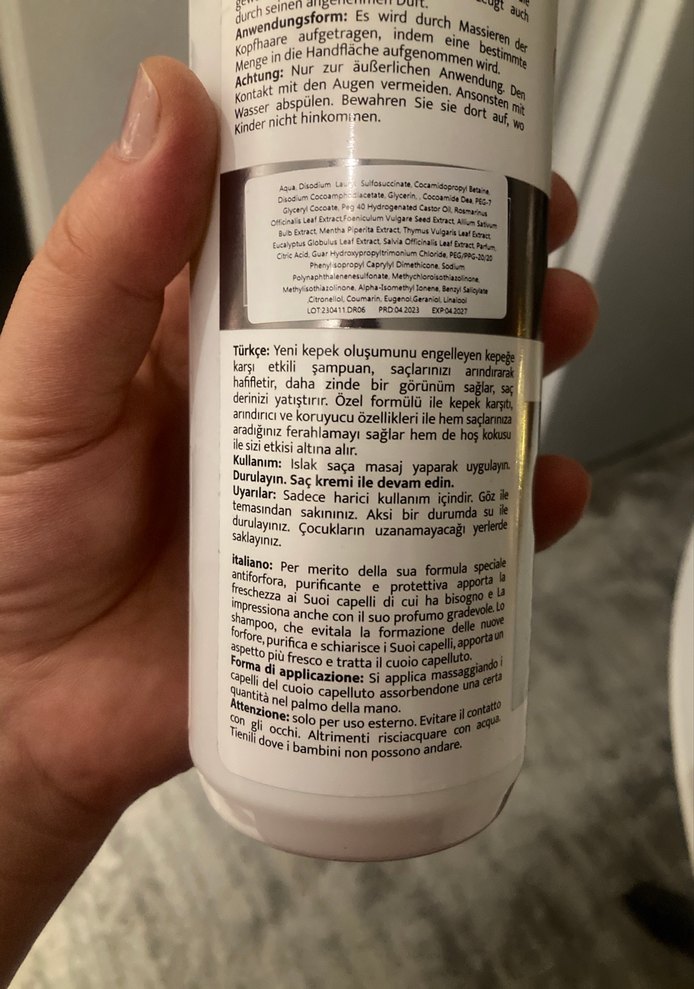 durch seinen angenehmen Duft.
Anwendungsform: Es wird durch Massieren der
Kopfhaare aufgetragen, indem eine bestimmte
Menge in die Handfläche aufgenommen wird.
Achtung: Nur zur äußerlichen Anwendung. Den
Kontakt mit den Augen vermeiden. Ansonsten mit
Wasser abspülen. Bewahren Sie sie dort auf, wo
Kinder nicht hinkommen.
Aqua, Disodium Lauryl Sulfosuccinate, Cocamidopropyl Betaine,
Disodium Cocoamphodiacetate, Glycerin, , Cocoamide Dea, PEG-7
Glyceryl Cocoate, Peg 40 Hydrogenated Castor Oil, Rosmarinus
Officinalis Leaf Extract,Foeniculum Vulgare Seed Extract, Allium Sativum
Bulb Extract, Mentha Piperita Extract, Thymus Vulgaris Leaf Extract,
Eucalyptus Globulus Leaf Extract, Salvia Officinalis Leaf Extract, Parfum,
Citric Acid, Guar Hydroxypropyltrimonium Chloride, PEG/PPG-20/20
Phenylisopropyl Caprylyl Dimethicone, Sodium
Polynaphthalenenesulfonate, Methychloroisothiazolinone,
Methylisothiazolinone, Alpha-Isomethyl Ionene, Benzyl Salicylate
,Citronellol, Coumarin, Eugenol,Geraniol, Linalool
LOT:230411.DR06 PRD:04.2023 EXP:04.2027
Türkçe: Yeni kepek oluşumunu engelleyen kepeğe
karşı etkili şampuan, saçlarınızı arındırarak
hafifletir, daha zinde bir görünüm sağlar, saç
derinizi yatıştırır. Özel formülü ile kepek karşıtı,
arındırıcı ve koruyucu özellikleri ile hem saçlarınıza
aradığınız ferahlamayı sağlar hem de hoş kokusu
ile sizi etkisi altına alır.
Kullanım: Islak saça masaj yaparak uygulayın.
Durulayın. Saç kremi ile devam edin.
Uyarılar: Sadece harici kullanım içindir. Göz ile
temasından sakınınız. Aksi bir durumda su ile
durulayınız. Çocukların uzanamayacağı yerlerde
saklayınız.
İtaliano: Per merito della sua formula speciale
antiforfora, purificante e protettiva apporta la
freschezza ai Suoi capelli di cui ha bisogno e La
impressiona anche con il suo profumo gradevole. Lo
shampoo, che evitala la formazione delle nuove
forfore, purifica e schiarisce i Suoi capelli, apporta un
aspetto più fresco e tratta il cuoio capelluto.
Forma di applicazione: Si applica massaggiando i
capelli del cuoio capelluto assorbendone una certa
quantità nel palmo della mano.
Attenzione: solo per uso esterno. Evitare il contatto
con gli occhi. Altrimenti risciacquare con acqua.
Tienili dove i bambini non possono andare.